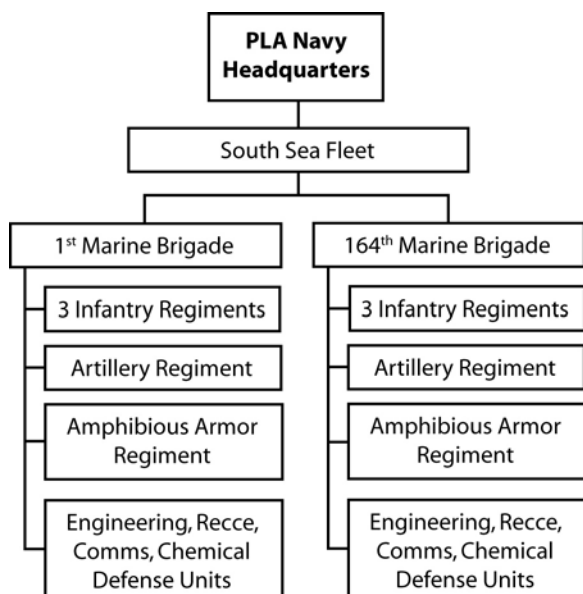 PLA Navy
Headquarters
South Sea Fleet
1st Marine Brigade
3 Infantry Regiments
Artillery Regiment
Amphibious Armor
Regiment
Engineering, Recce,
Comms, Chemical
Defense Units
164th Marine Brigade
3 Infantry Regiments
Artillery Regiment
Amphibious Armor
Regiment
Engineering, Recce,
Comms, Chemical
Defense Units